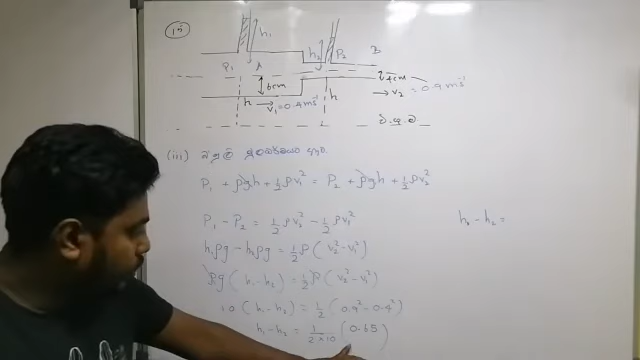 h₁
h₂
P₂
B
P₁
A
6cm
4cm
h
→ v₁ = 0.4 ms⁻¹
h
→ v₂ = 0.9 ms⁻¹
(iii)
P₁ + ρgh + ½ρv₁² = P₂ + ρgh + ½ρv₂²
P₁ - P₂ = ½ρv₂² - ½ρv₁²
h₁ - h₂ =
h₁ρg - h₂ρg = ½ρ(v₂² - v₁²)
ρg(h₁ - h₂) = ½ρ(v₂² - v₁²)
10(h₁ - h₂) = ½(0.9² - 0.4²)
h₁ - h₂ = 1/(2×10) (0.65)